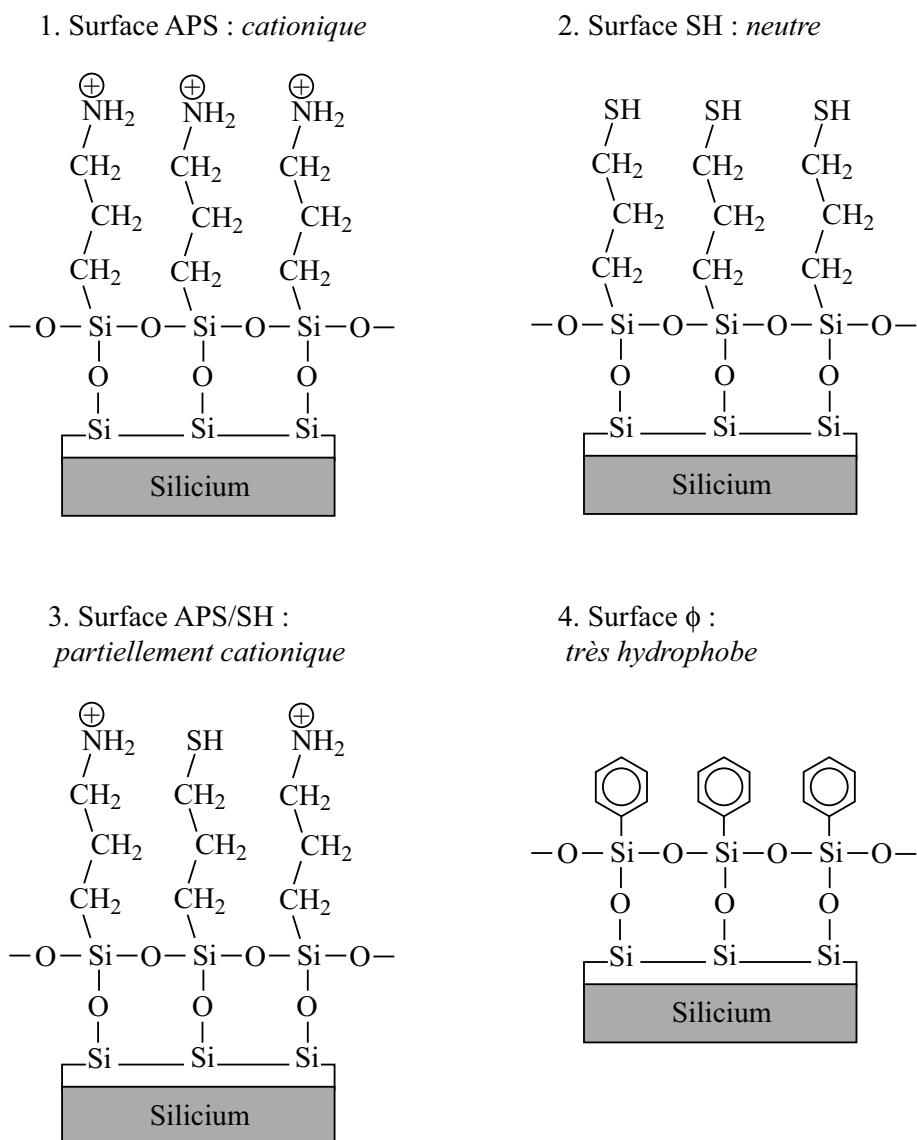 1. Surface APS : cationique
+ + +
NH2 NH2 NH2
CH2 CH2 CH2
CH2 CH2 CH2
CH2 CH2 CH2
—O—Si—O—Si—O—Si—O—
O O O
Si Si Si
Silicium
2. Surface SH : neutre
SH SH SH
CH2 CH2 CH2
CH2 CH2 CH2
CH2 CH2 CH2
—O—Si—O—Si—O—Si—O—
O O O
Si Si Si
Silicium
3. Surface APS/SH :
partiellement cationique
+ +
NH2 SH NH2
CH2 CH2 CH2
CH2 CH2 CH2
CH2 CH2 CH2
—O—Si—O—Si—O—Si—O—
O O O
Si Si Si
Silicium
4. Surface ϕ :
très hydrophobe
—O—Si—O—Si—O—Si—O—
O O O
Si Si Si
Silicium